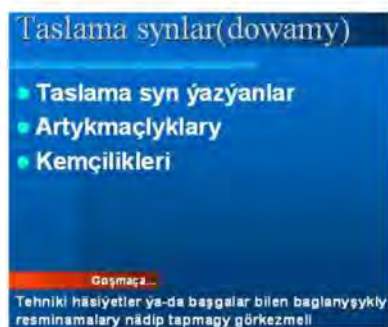 Taslama synlar(dowamy)
Taslama syn ýazýanlar
Artykmaçlyklary
Kemçilikleri
Goşmaça...
Tehniki häsiýetler ýa-da başgalar bilen baglanyşykly
resminamalary nädip tapmagy görkezmeli